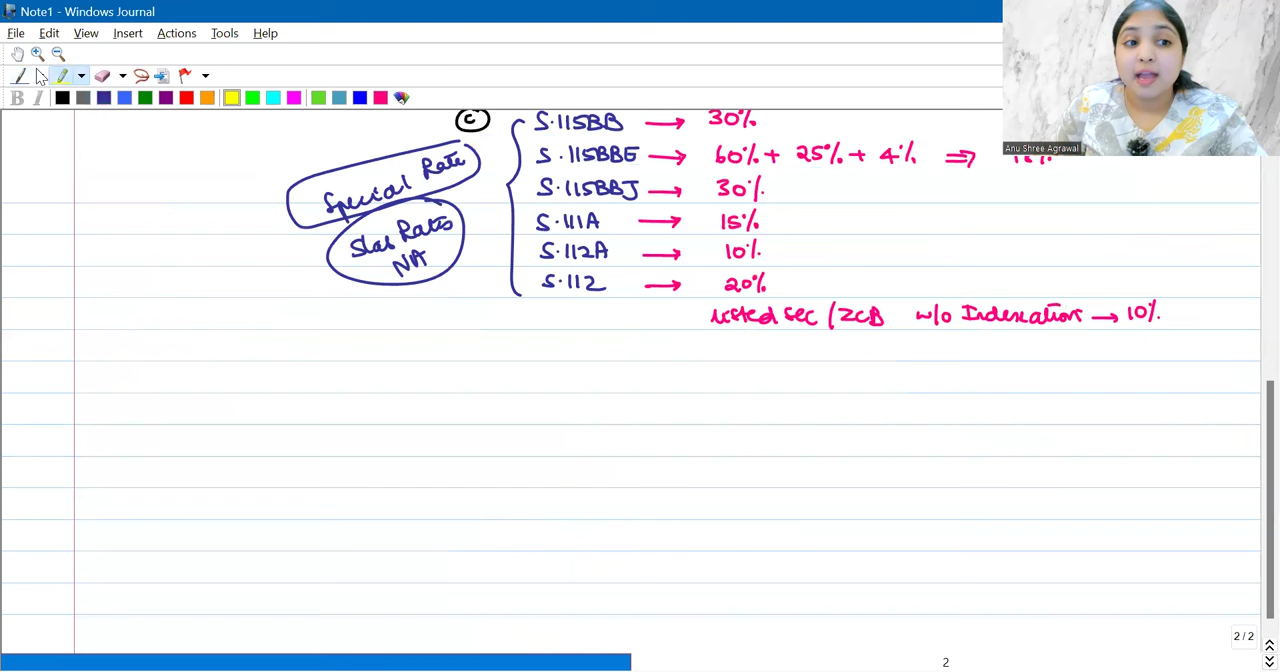 Note1 - Windows Journal
File Edit View Insert Actions Tools Help
B I
Anu Shree Agrawal
C
S.115BB → 30%
S.115BBE → 60% + 25% + 4% ⇒
S.115BBJ → 30%
S.111A → 15%
S.112A → 10%
S.112 → 20%
listed sec / ZCB w/o Indexation → 10%
Special Rate
Slab Rates
NA
2 / 2
2